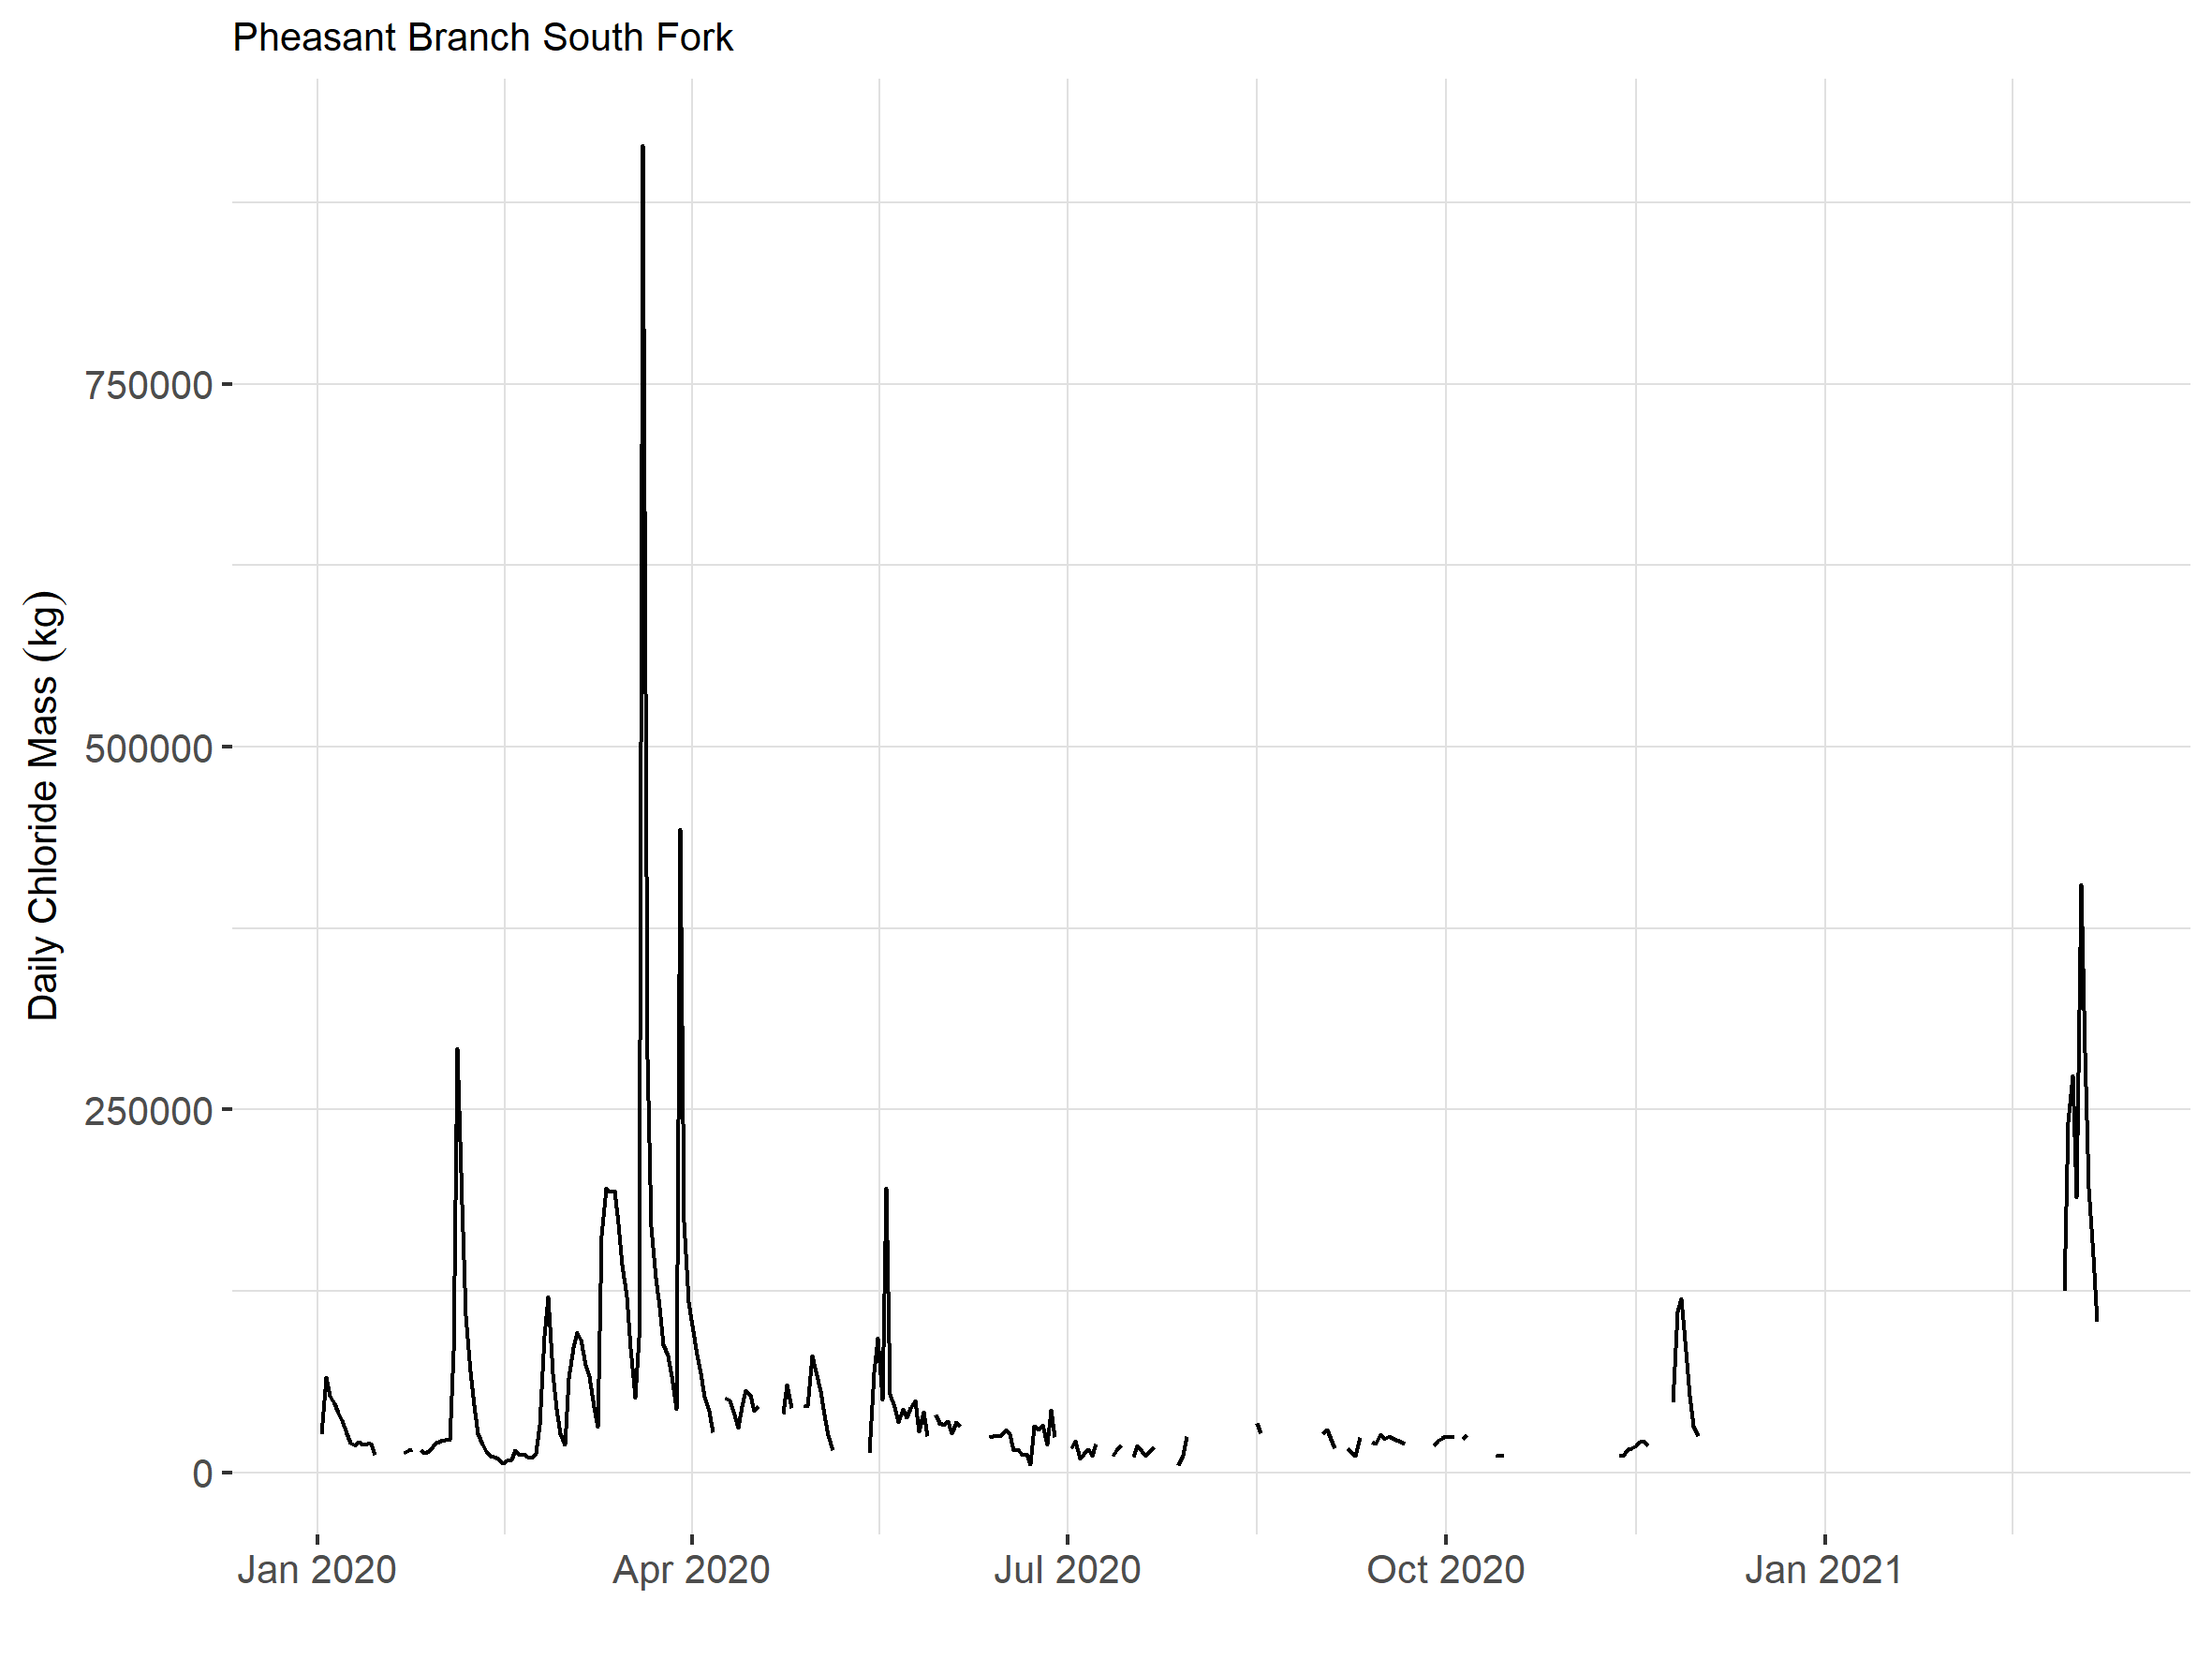 Pheasant Branch South Fork
Daily Chloride Mass (kg)
750000
500000
250000
0
Jan 2020
Apr 2020
Jul 2020
Oct 2020
Jan 2021